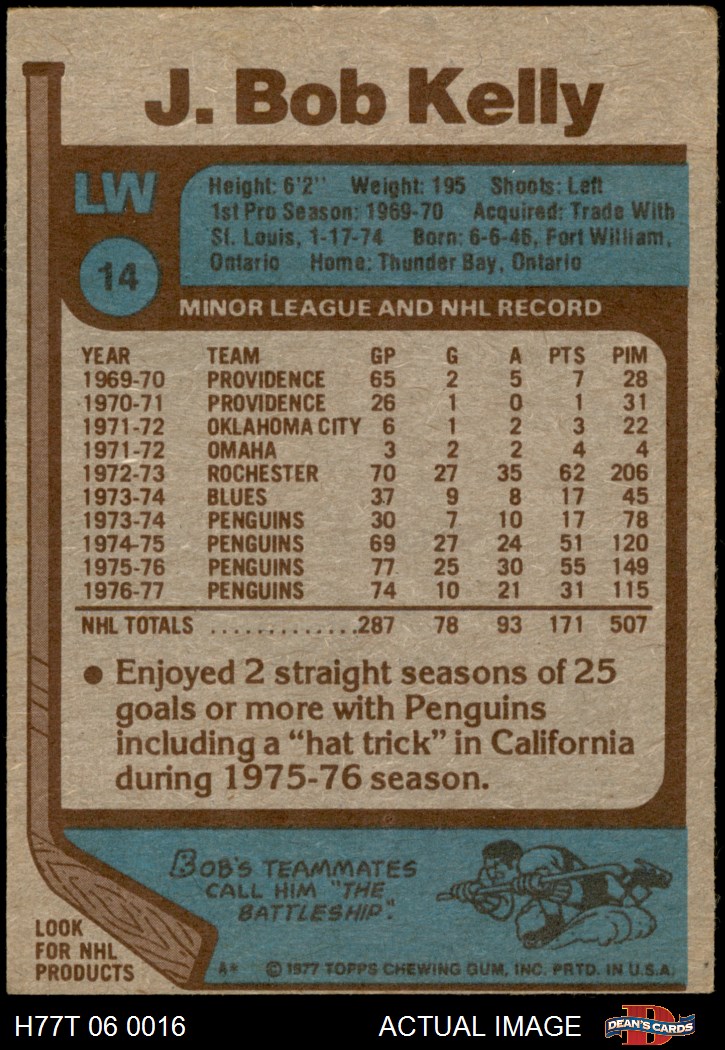 J. Bob Kelly
LW
14
Height: 6'2" Weight: 195 Shoots: Left
1st Pro Season: 1969-70 Acquired: Trade With
St. Louis, 1-17-74 Born: 6-6-46, Fort William,
Ontario Home: Thunder Bay, Ontario
MINOR LEAGUE AND NHL RECORD
YEAR TEAM GP G A PTS PIM
1969-70 PROVIDENCE 65 2 5 7 28
1970-71 PROVIDENCE 26 1 0 1 31
1971-72 OKLAHOMA CITY 6 1 2 3 22
1971-72 OMAHA 3 2 2 4 4
1972-73 ROCHESTER 70 27 35 62 206
1973-74 BLUES 37 9 8 17 45
1973-74 PENGUINS 30 7 10 17 78
1974-75 PENGUINS 69 27 24 51 120
1975-76 PENGUINS 77 25 30 55 149
1976-77 PENGUINS 74 10 21 31 115
NHL TOTALS .............287 78 93 171 507
• Enjoyed 2 straight seasons of 25
goals or more with Penguins
including a "hat trick" in California
during 1975-76 season.
BOB'S TEAMMATES
CALL HIM "THE
BATTLESHIP."
LOOK
FOR NHL
PRODUCTS
A* © 1977 TOPPS CHEWING GUM, INC. PRTD. IN U.S.A.
H77T 06 0016 ACTUAL IMAGE
D
DEAN'S CARDS